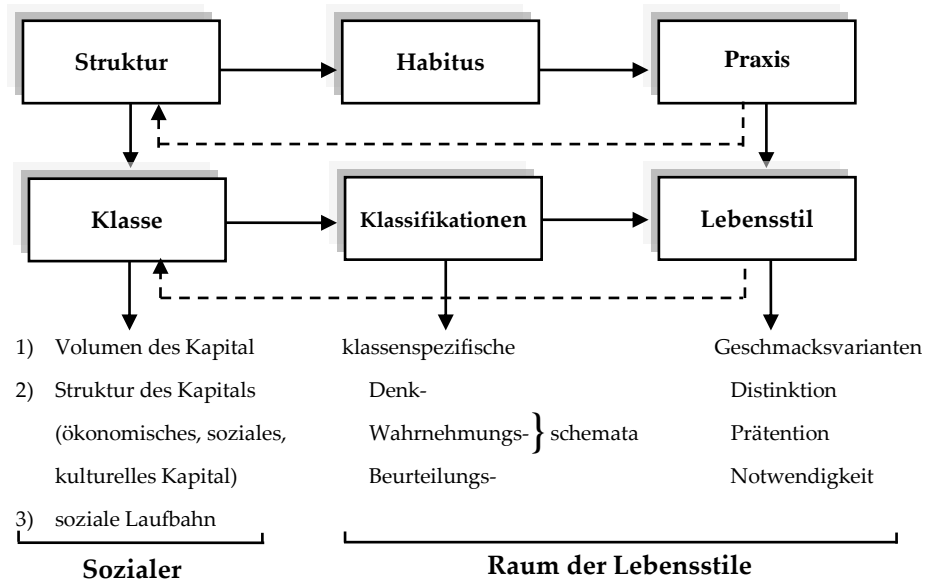 Struktur
Habitus
Praxis
Klasse
Klassifikationen
Lebensstil
1) Volumen des Kapital
2) Struktur des Kapitals
(ökonomisches, soziales,
kulturelles Kapital)
3) soziale Laufbahn
klassenspezifische
Denk-
Wahrnehmungs- } schemata
Beurteilungs-
Geschmacksvarianten
Distinktion
Prätention
Notwendigkeit
Sozialer
Raum der Lebensstile